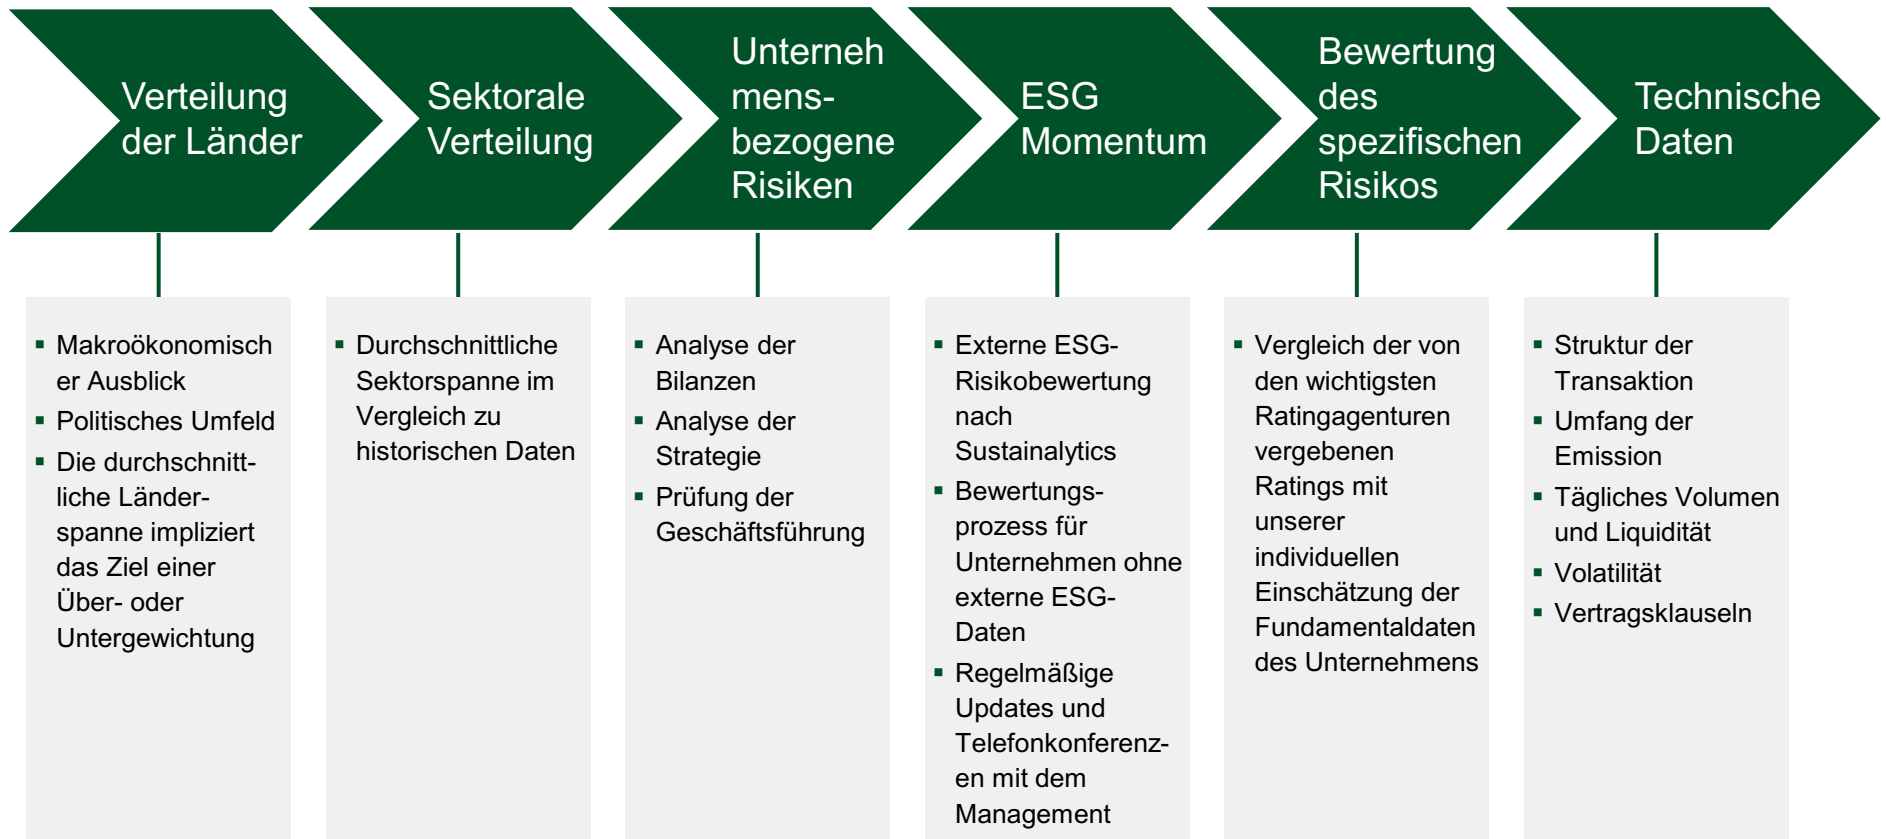 Verteilung
der Länder
Sektorale
Verteilung
Unterneh
mens-
bezogene
Risiken
ESG
Momentum
Bewertung
des
spezifischen
Risikos
Technische
Daten
▪ Makroökonomisch
er Ausblick
▪ Politisches Umfeld
▪ Die durchschnitt-
liche Länder-
spanne impliziert
das Ziel einer
Über- oder
Untergewichtung
▪ Durchschnittliche
Sektorspanne im
Vergleich zu
historischen Daten
▪ Analyse der
Bilanzen
▪ Analyse der
Strategie
▪ Prüfung der
Geschäftsführung
▪ Externe ESG-
Risikobewertung
nach
Sustainalytics
▪ Bewertungs-
prozess für
Unternehmen ohne
externe ESG-
Daten
▪ Regelmäßige
Updates und
Telefonkonferenz-
en mit dem
Management
▪ Vergleich der von
den wichtigsten
Ratingagenturen
vergebenen
Ratings mit
unserer
individuellen
Einschätzung der
Fundamentaldaten
des Unternehmens
▪ Struktur der
Transaktion
▪ Umfang der
Emission
▪ Tägliches Volumen
und Liquidität
▪ Volatilität
▪ Vertragsklauseln